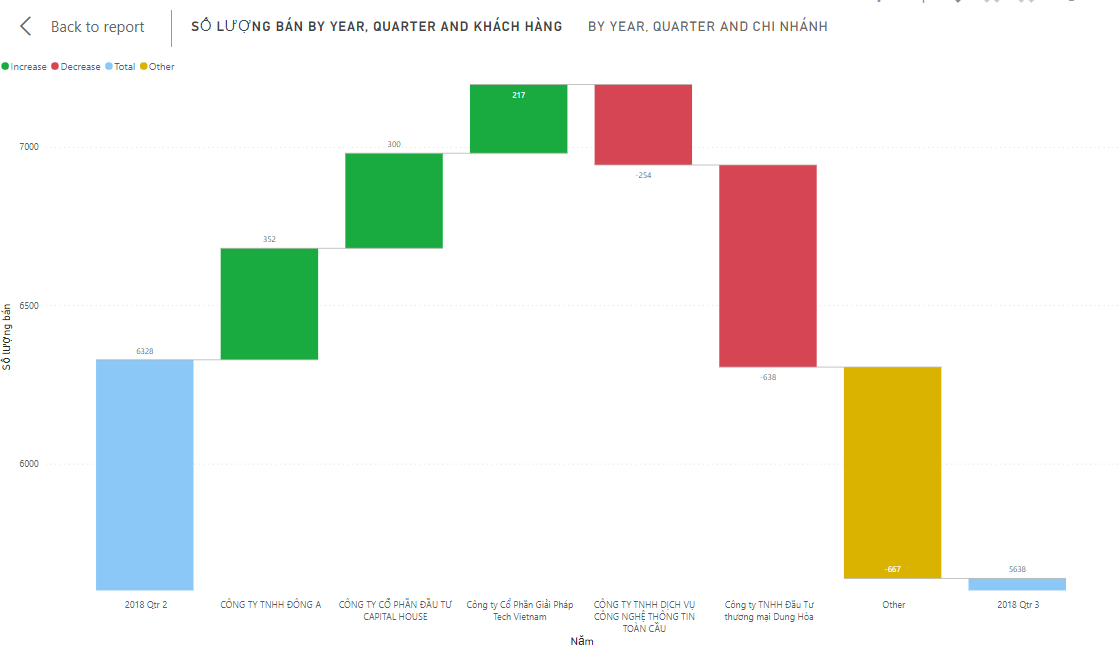 Back to report
SỐ LƯỢNG BÁN BY YEAR, QUARTER AND KHÁCH HÀNG
BY YEAR, QUARTER AND CHI NHÁNH
Increase Decrease Total Other
217
300
7000
-254
352
6500
Số lượng bán
6328
-638
6000
-667
5638
2018 Qtr 2
CÔNG TY TNHH ĐÔNG A
CÔNG TY CỔ PHẦN ĐẦU TƯ
CAPITAL HOUSE
Công ty Cổ Phần Giải Pháp
Tech Vietnam
CÔNG TY TNHH DỊCH VỤ
CÔNG NGHỆ THÔNG TIN
TOÀN CẦU
Công ty TNHH Đầu Tư
thương mại Dung Hòa
Other
2018 Qtr 3
Năm